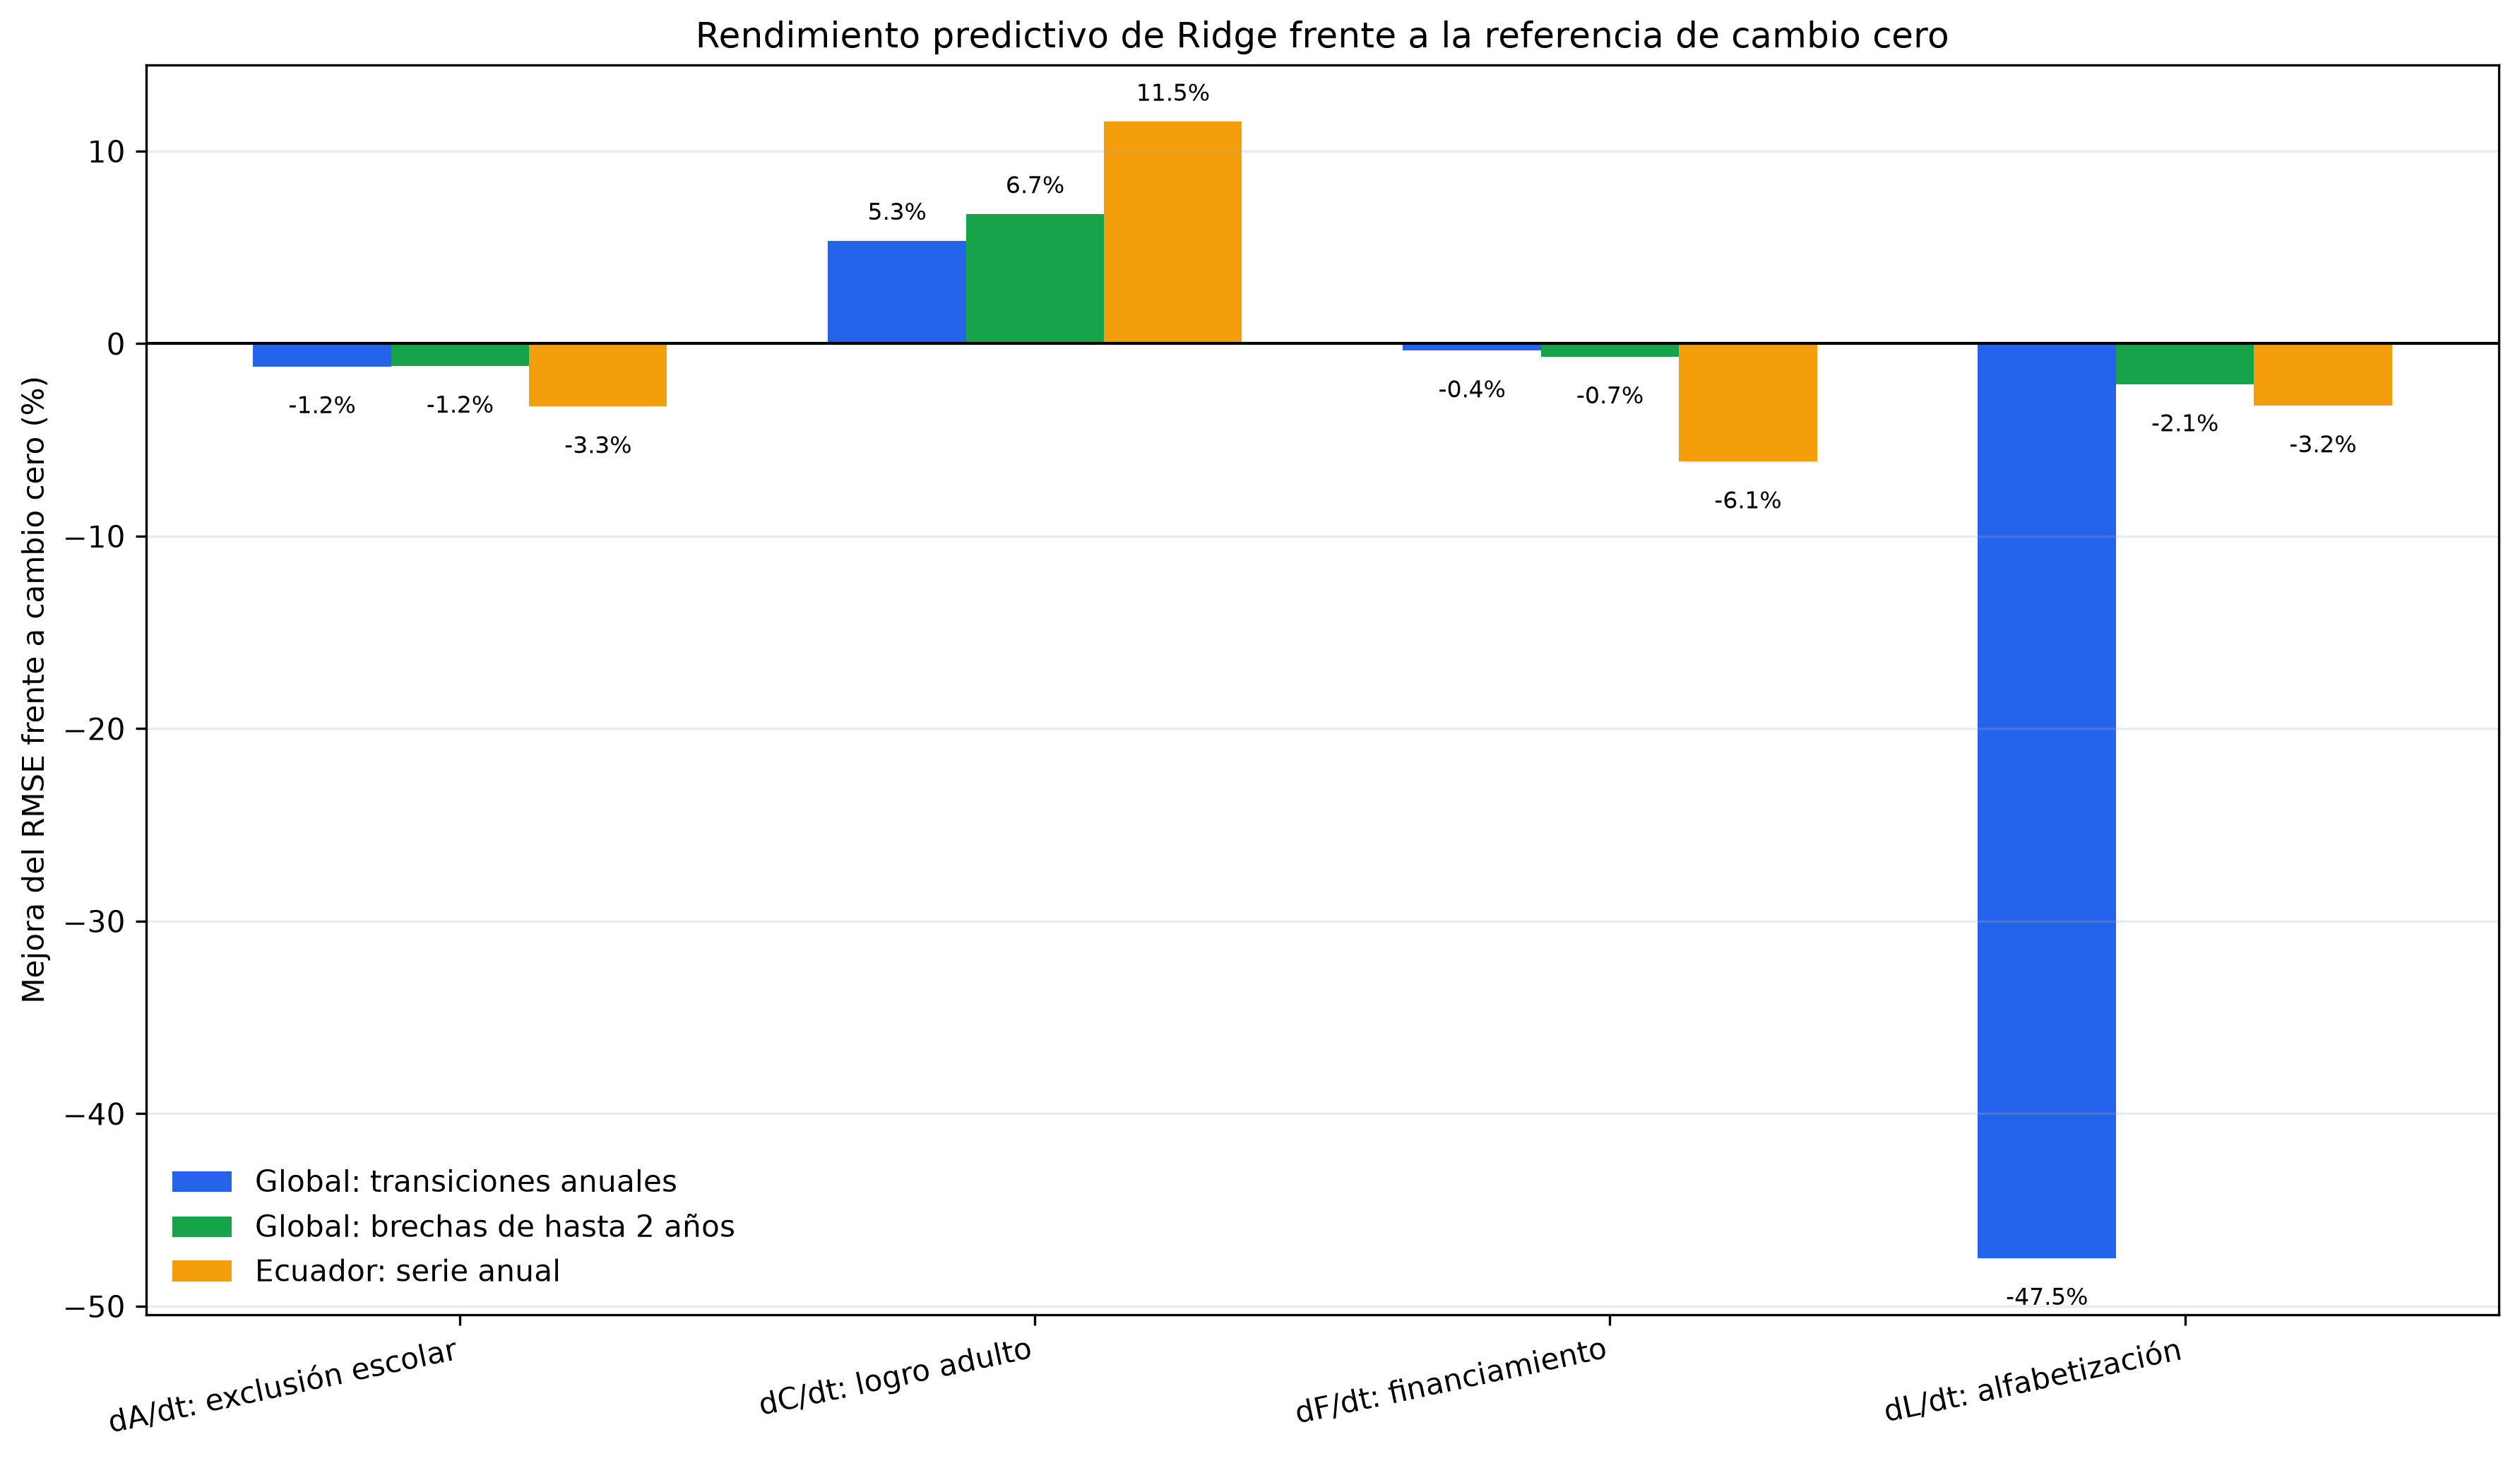 Rendimiento predictivo de Ridge frente a la referencia de cambio cero
Mejora del RMSE frente a cambio cero (%)
10
0
−10
−20
−30
−40
−50
-1.2%
-1.2%
-3.3%
5.3%
6.7%
11.5%
-0.4%
-0.7%
-6.1%
-47.5%
-2.1%
-3.2%
Global: transiciones anuales
Global: brechas de hasta 2 años
Ecuador: serie anual
dA/dt: exclusión escolar
dC/dt: logro adulto
dF/dt: financiamiento
dL/dt: alfabetización